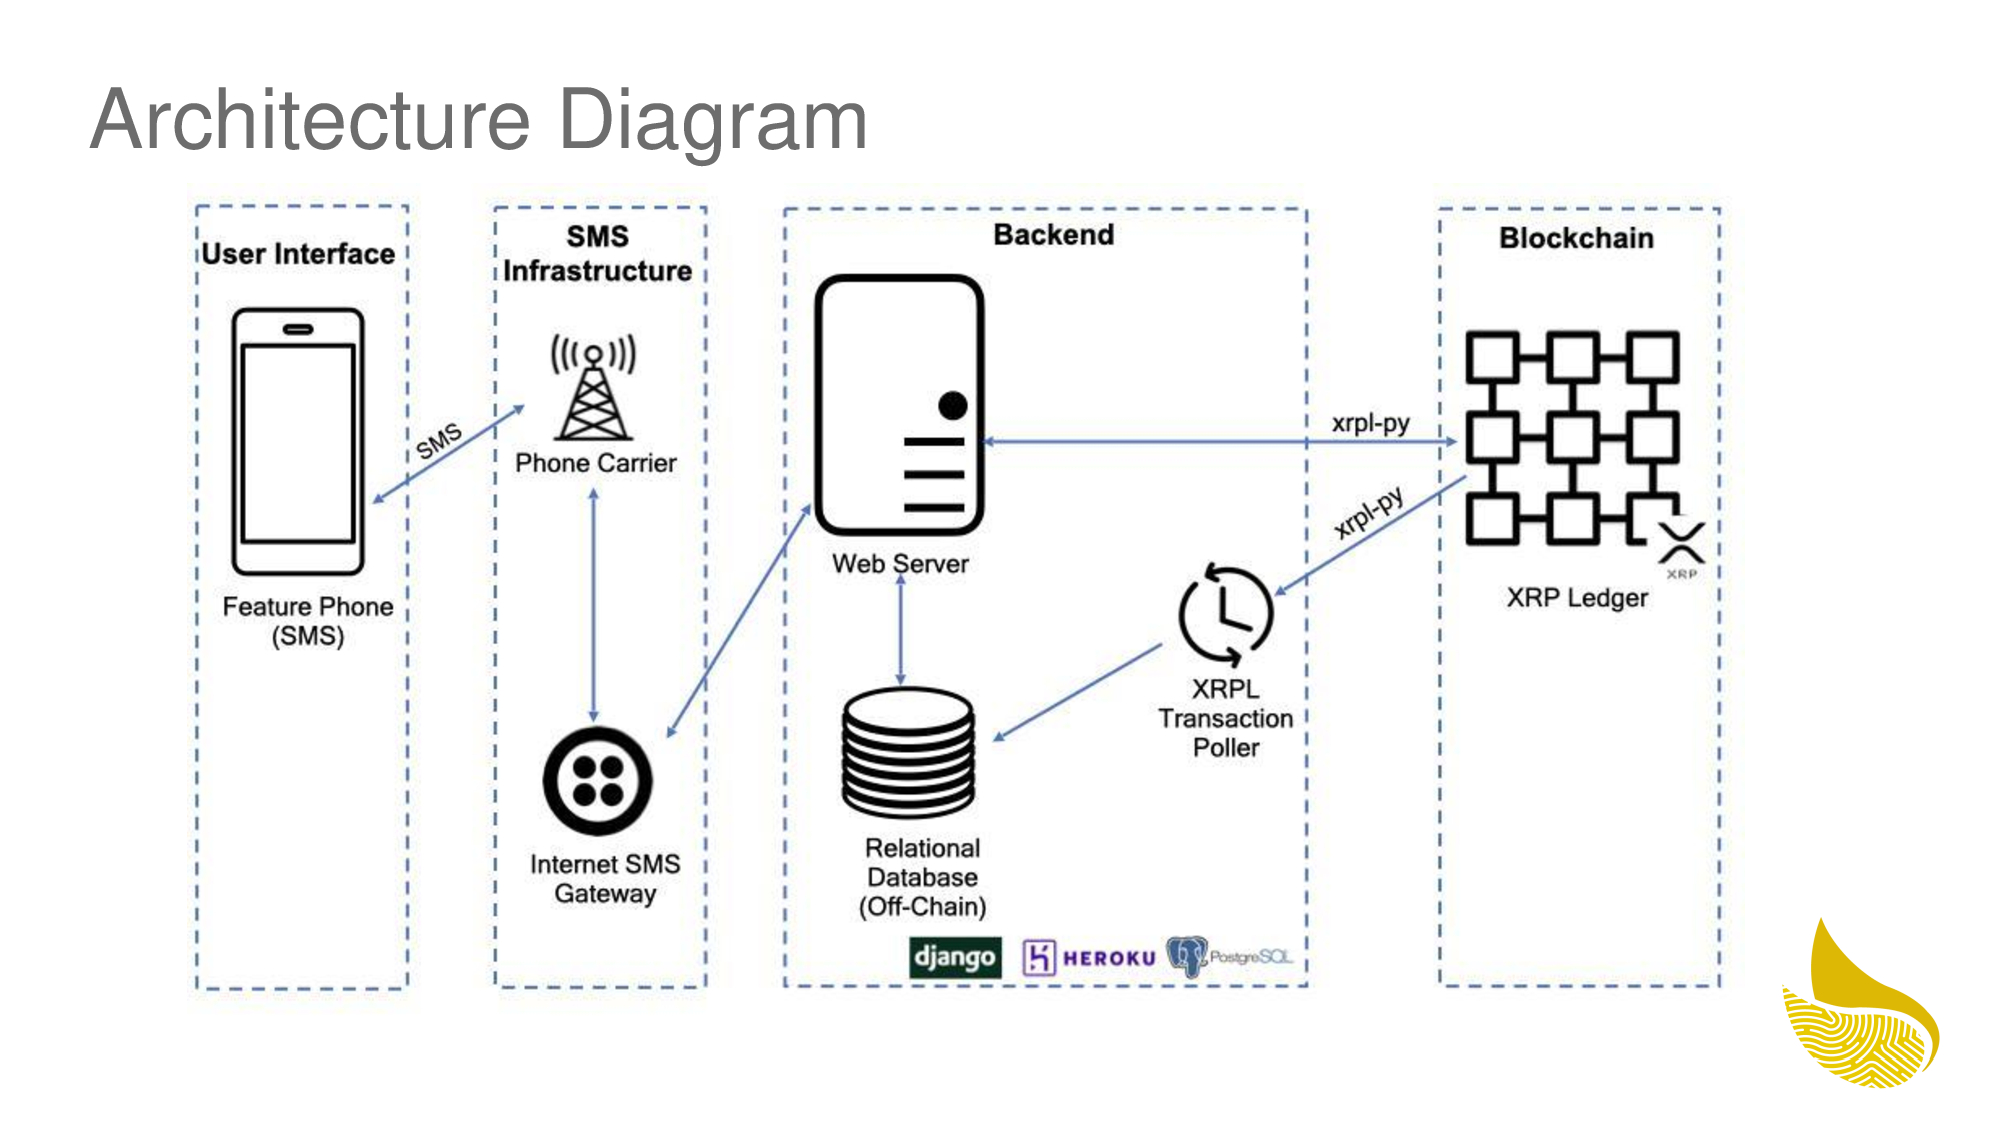 Architecture Diagram
User Interface
SMS
Infrastructure
Backend
Blockchain
SMS
Phone Carrier
xrpl-py
xrpl-py
Web Server
XRP
XRP Ledger
Feature Phone
(SMS)
XRPL
Transaction
Poller
Internet SMS
Gateway
Relational
Database
(Off-Chain)
django
HEROKU
PostgreSQL